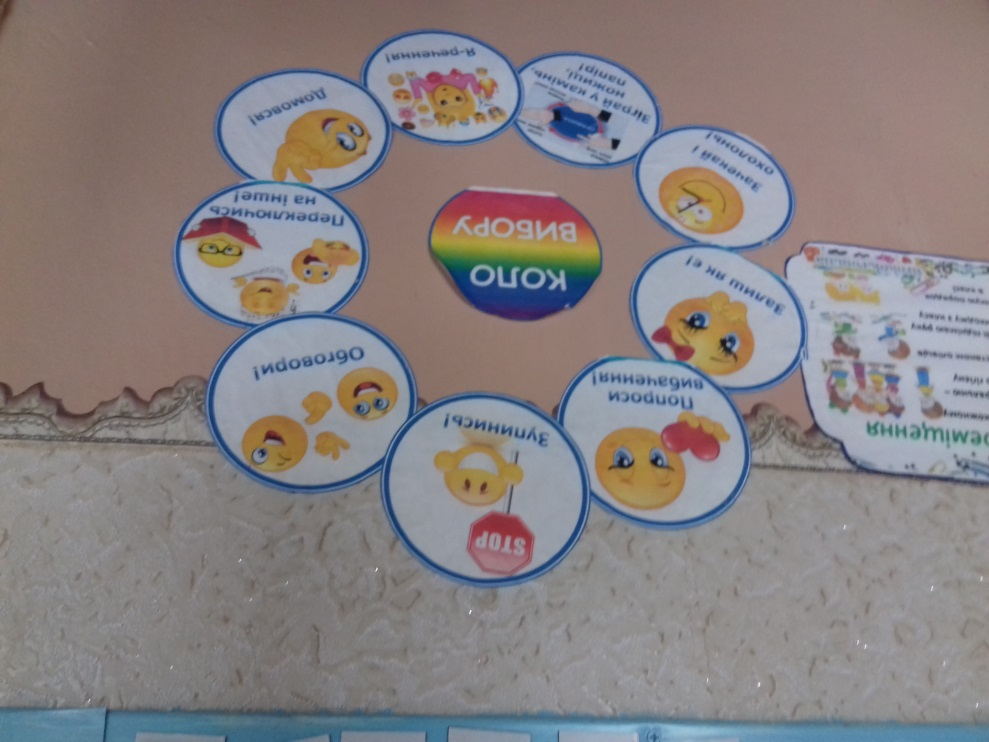 КОЛО
ВИБОРУ
STOP
Зупинись!
Обговори!
Переключись
на інше!
Домовся!
Я-речення!
Зіграй у камінь,
ножиці,
папір!
Зачекай і
охолонь!
Залиш як є!
Попроси
вибачення!
реміщення